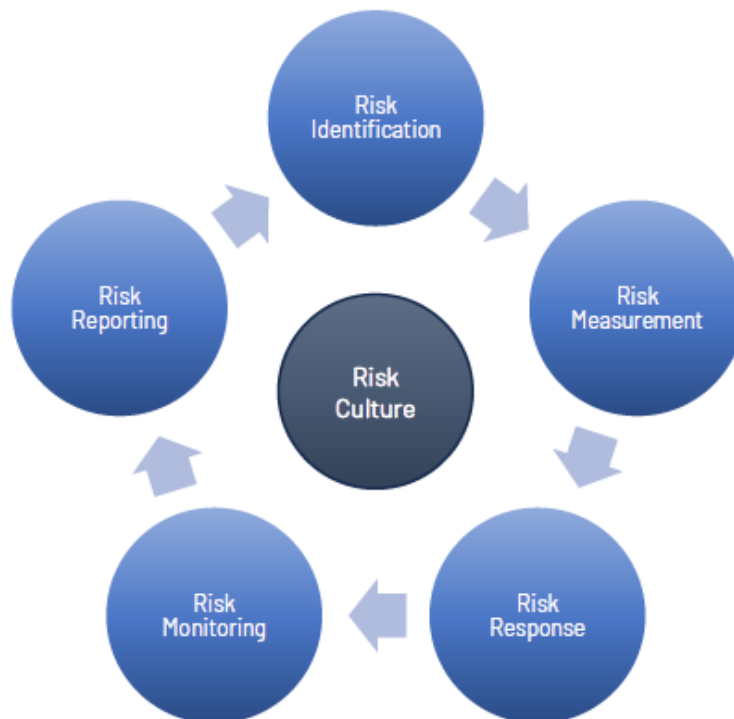 Risk
Identification
Risk
Measurement
Risk
Response
Risk
Monitoring
Risk
Reporting
Risk
Culture